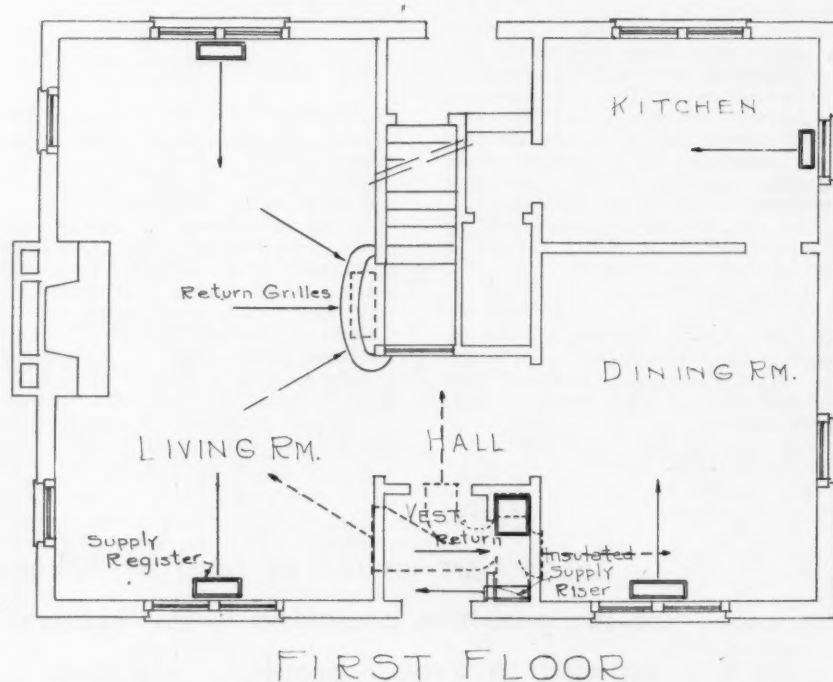 KITCHEN
Return Grilles
DINING RM.
LIVING RM.
HALL
VEST.
Return
Supply
Register
Insulated
Supply
Riser
FIRST FLOOR